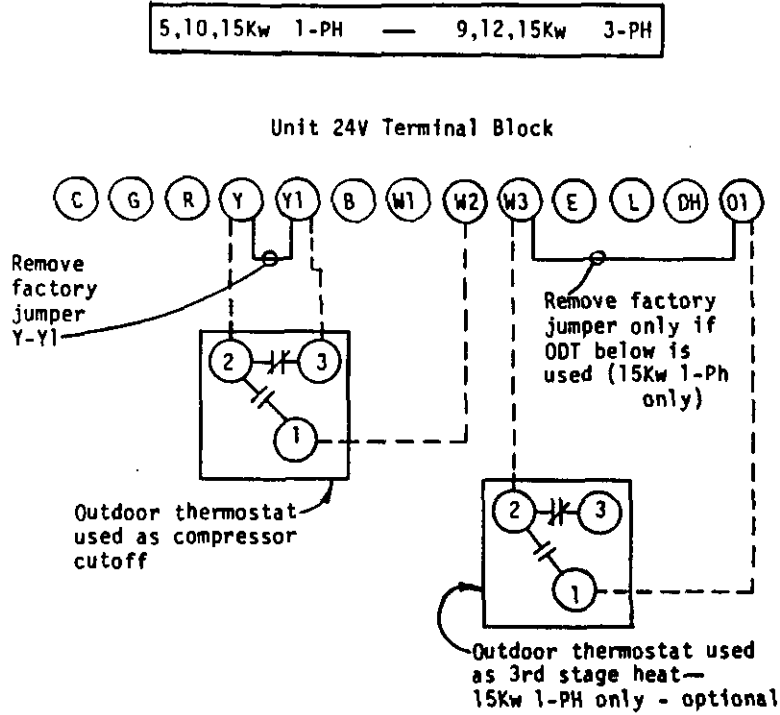 5,10,15Kw 1-PH — 9,12,15Kw 3-PH
Unit 24V Terminal Block
C G R Y Y1 B W1 W2 W3 E L DH O1
Remove
factory
jumper
Y-Y1
Remove factory
jumper only if
ODT below is
used (15Kw 1-Ph
only)
2 3
1
Outdoor thermostat
used as compressor
cutoff
2 3
1
Outdoor thermostat used
as 3rd stage heat—
15Kw 1-PH only - optional